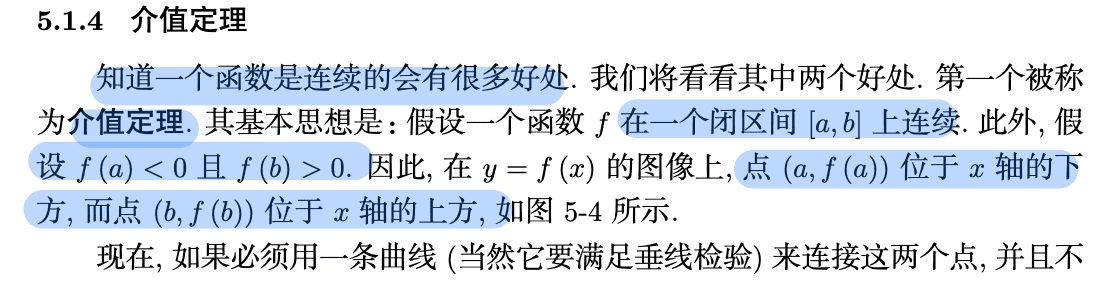 5.1.4 介值定理
知道一个函数是连续的会有很多好处. 我们将看看其中两个好处. 第一个被称
为介值定理. 其基本思想是: 假设一个函数 f 在一个闭区间 [a, b] 上连续. 此外, 假
设 f (a) < 0 且 f (b) > 0. 因此, 在 y = f (x) 的图像上, 点 (a, f (a)) 位于 x 轴的下
方, 而点 (b, f (b)) 位于 x 轴的上方, 如图 5-4 所示.
现在, 如果必须用一条曲线 (当然它要满足垂线检验) 来连接这两个点, 并且不